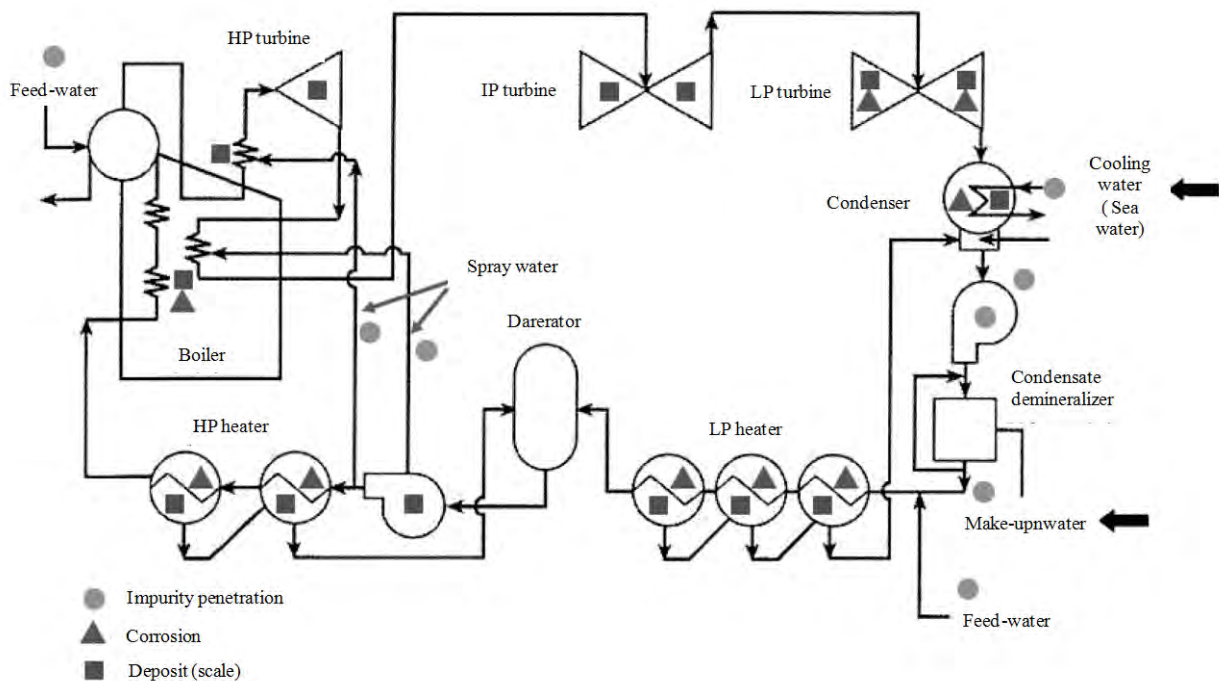 HP turbine
Feed-water
IP turbine
LP turbine
Cooling
water
( Sea
water)
Condenser
Spray water
Darerator
Boiler
Condensate
demineralizer
HP heater
LP heater
Make-upnwater
Impurity penetration
Feed-water
Corrosion
Deposit (scale)